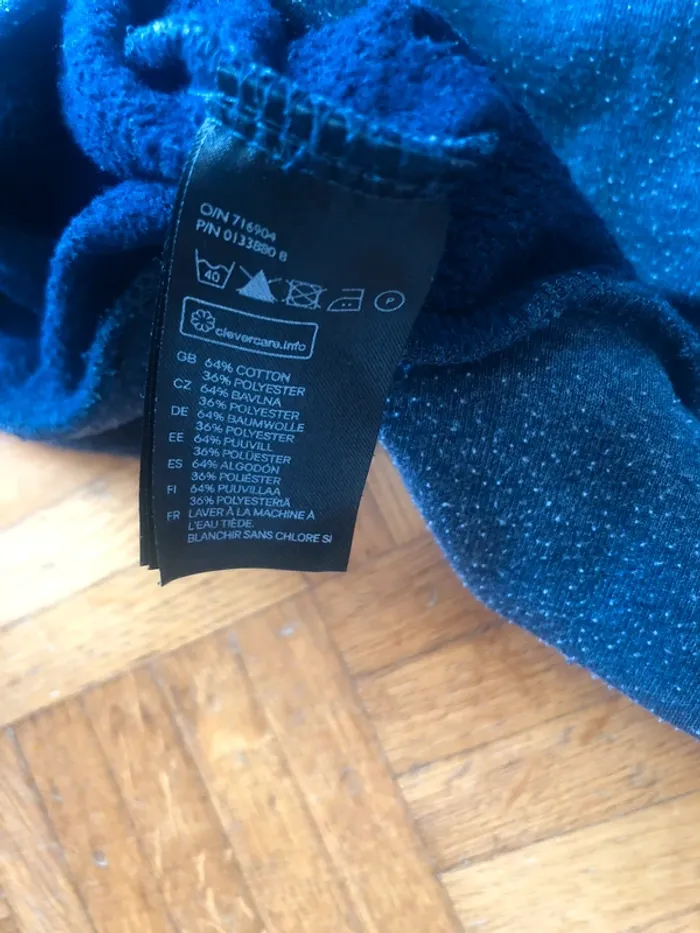 O/N 716904
P/N 0133880 8
40 P
clevercare.info
GB 64% COTTON
36% POLYESTER
CZ 64% BAVLNA
36% POLYESTER
DE 64% BAUMWOLLE
36% POLYESTER
EE 64% PUUVILL
36% POLÜESTER
ES 64% ALGODÓN
36% POLIÉSTER
FI 64% PUUVILLAA
36% POLYESTERIÄ
FR LAVER À LA MACHINE À
L'EAU TIÈDE.
BLANCHIR SANS CHLORE SI